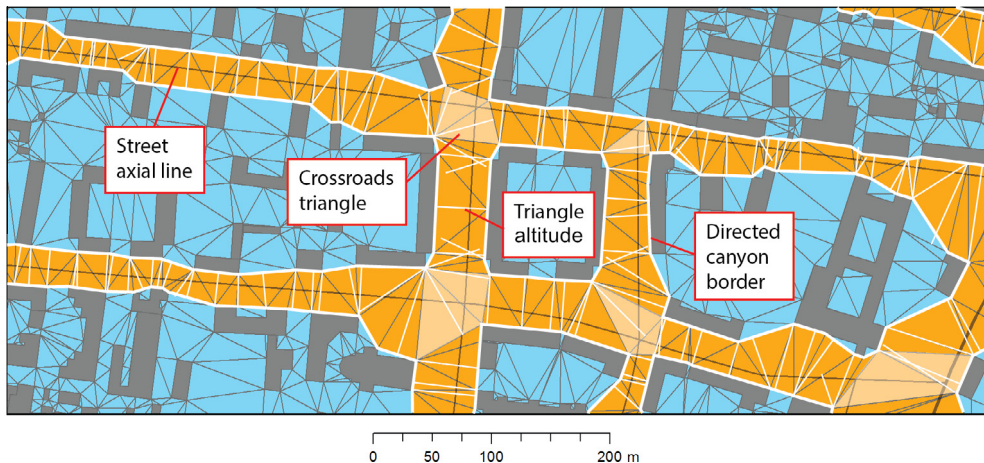 Street
axial line
Crossroads
triangle
Triangle
altitude
Directed
canyon
border
0 50 100 200 m